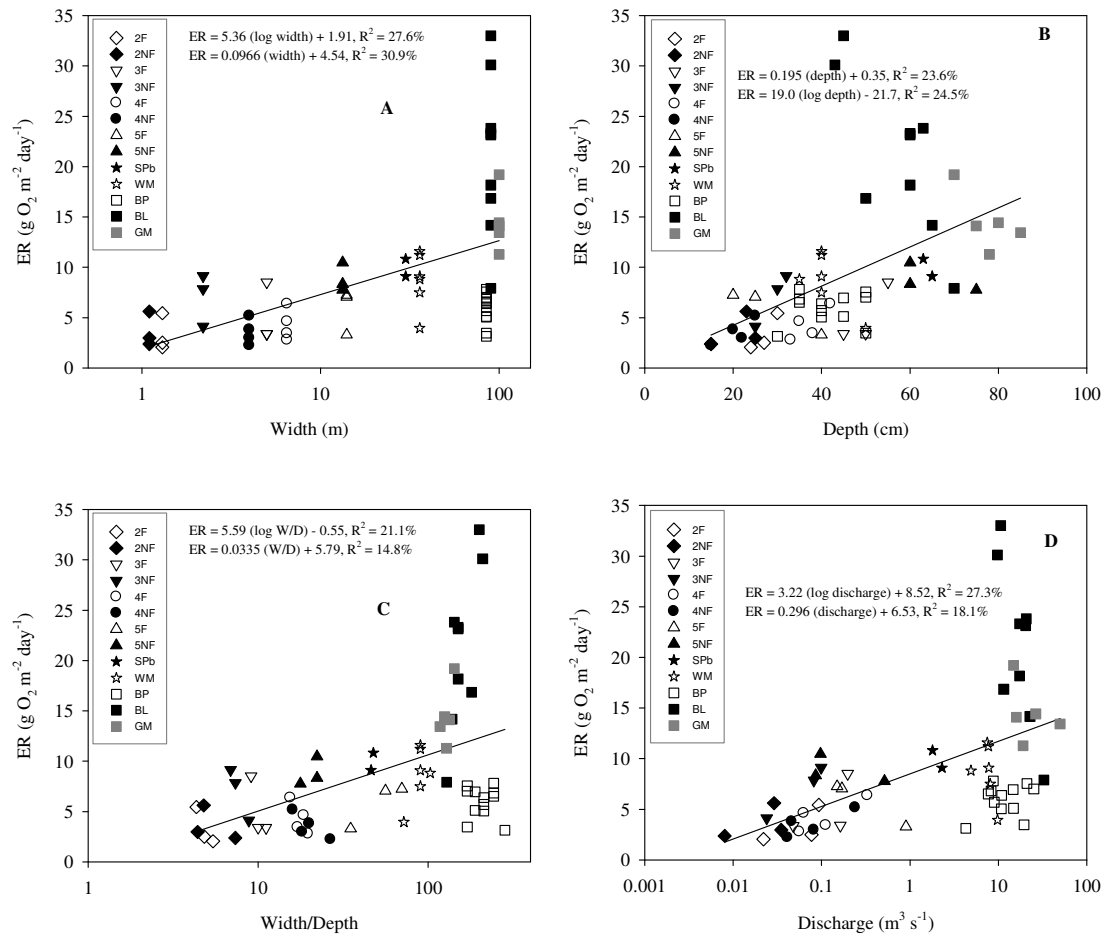 35
30
25
20
15
10
5
0
ER (g O2 m-2 day-1)
2F
2NF
3F
3NF
4F
4NF
5F
5NF
SPb
WM
BP
BL
GM
ER = 5.36 (log width) + 1.91, R2 = 27.6%
ER = 0.0966 (width) + 4.54, R2 = 30.9%
A
1 10 100
Width (m)
35
30
25
20
15
10
5
0
ER (g O2 m-2 day-1)
2F
2NF
3F
3NF
4F
4NF
5F
5NF
SPb
WM
BP
BL
GM
B
ER = 0.195 (depth) + 0.35, R2 = 23.6%
ER = 19.0 (log depth) - 21.7, R2 = 24.5%
0 20 40 60 80 100
Depth (cm)
35
30
25
20
15
10
5
0
ER (g O2 m-2 day-1)
2F
2NF
3F
3NF
4F
4NF
5F
5NF
SPb
WM
BP
BL
GM
ER = 5.59 (log W/D) - 0.55, R2 = 21.1%
ER = 0.0335 (W/D) + 5.79, R2 = 14.8%
C
1 10 100
Width/Depth
35
30
25
20
15
10
5
0
ER (g O2 m-2 day-1)
2F
2NF
3F
3NF
4F
4NF
5F
5NF
SPb
WM
BP
BL
GM
D
ER = 3.22 (log discharge) + 8.52, R2 = 27.3%
ER = 0.296 (discharge) + 6.53, R2 = 18.1%
0.001 0.01 0.1 1 10 100
Discharge (m3 s-1)